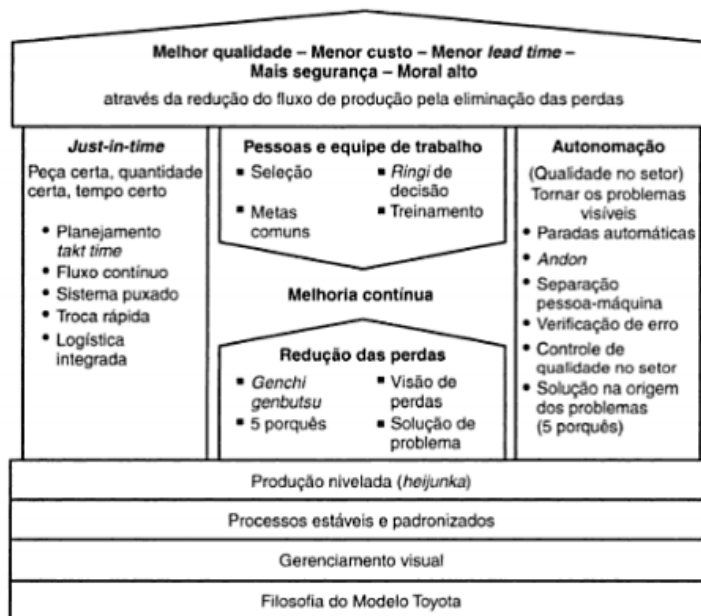 Melhor qualidade – Menor custo – Menor lead time –
Mais segurança – Moral alto
através da redução do fluxo de produção pela eliminação das perdas
Just-in-time
Peça certa, quantidade
certa, tempo certo
• Planejamento
takt time
• Fluxo contínuo
• Sistema puxado
• Troca rápida
• Logística
integrada
Pessoas e equipe de trabalho
▪ Seleção
▪ Metas
comuns
▪ Ringi de
decisão
▪ Treinamento
Melhoria contínua
Redução das perdas
▪ Genchi
genbutsu
▪ 5 porquês
▪ Visão de
perdas
▪ Solução de
problema
Autonomação
(Qualidade no setor)
Tornar os problemas
visíveis
• Paradas automáticas
• Andon
• Separação
pessoa-máquina
• Verificação de erro
• Controle de
qualidade no setor
• Solução na origem
dos problemas
(5 porquês)
Produção nivelada (heijunka)
Processos estáveis e padronizados
Gerenciamento visual
Filosofia do Modelo Toyota